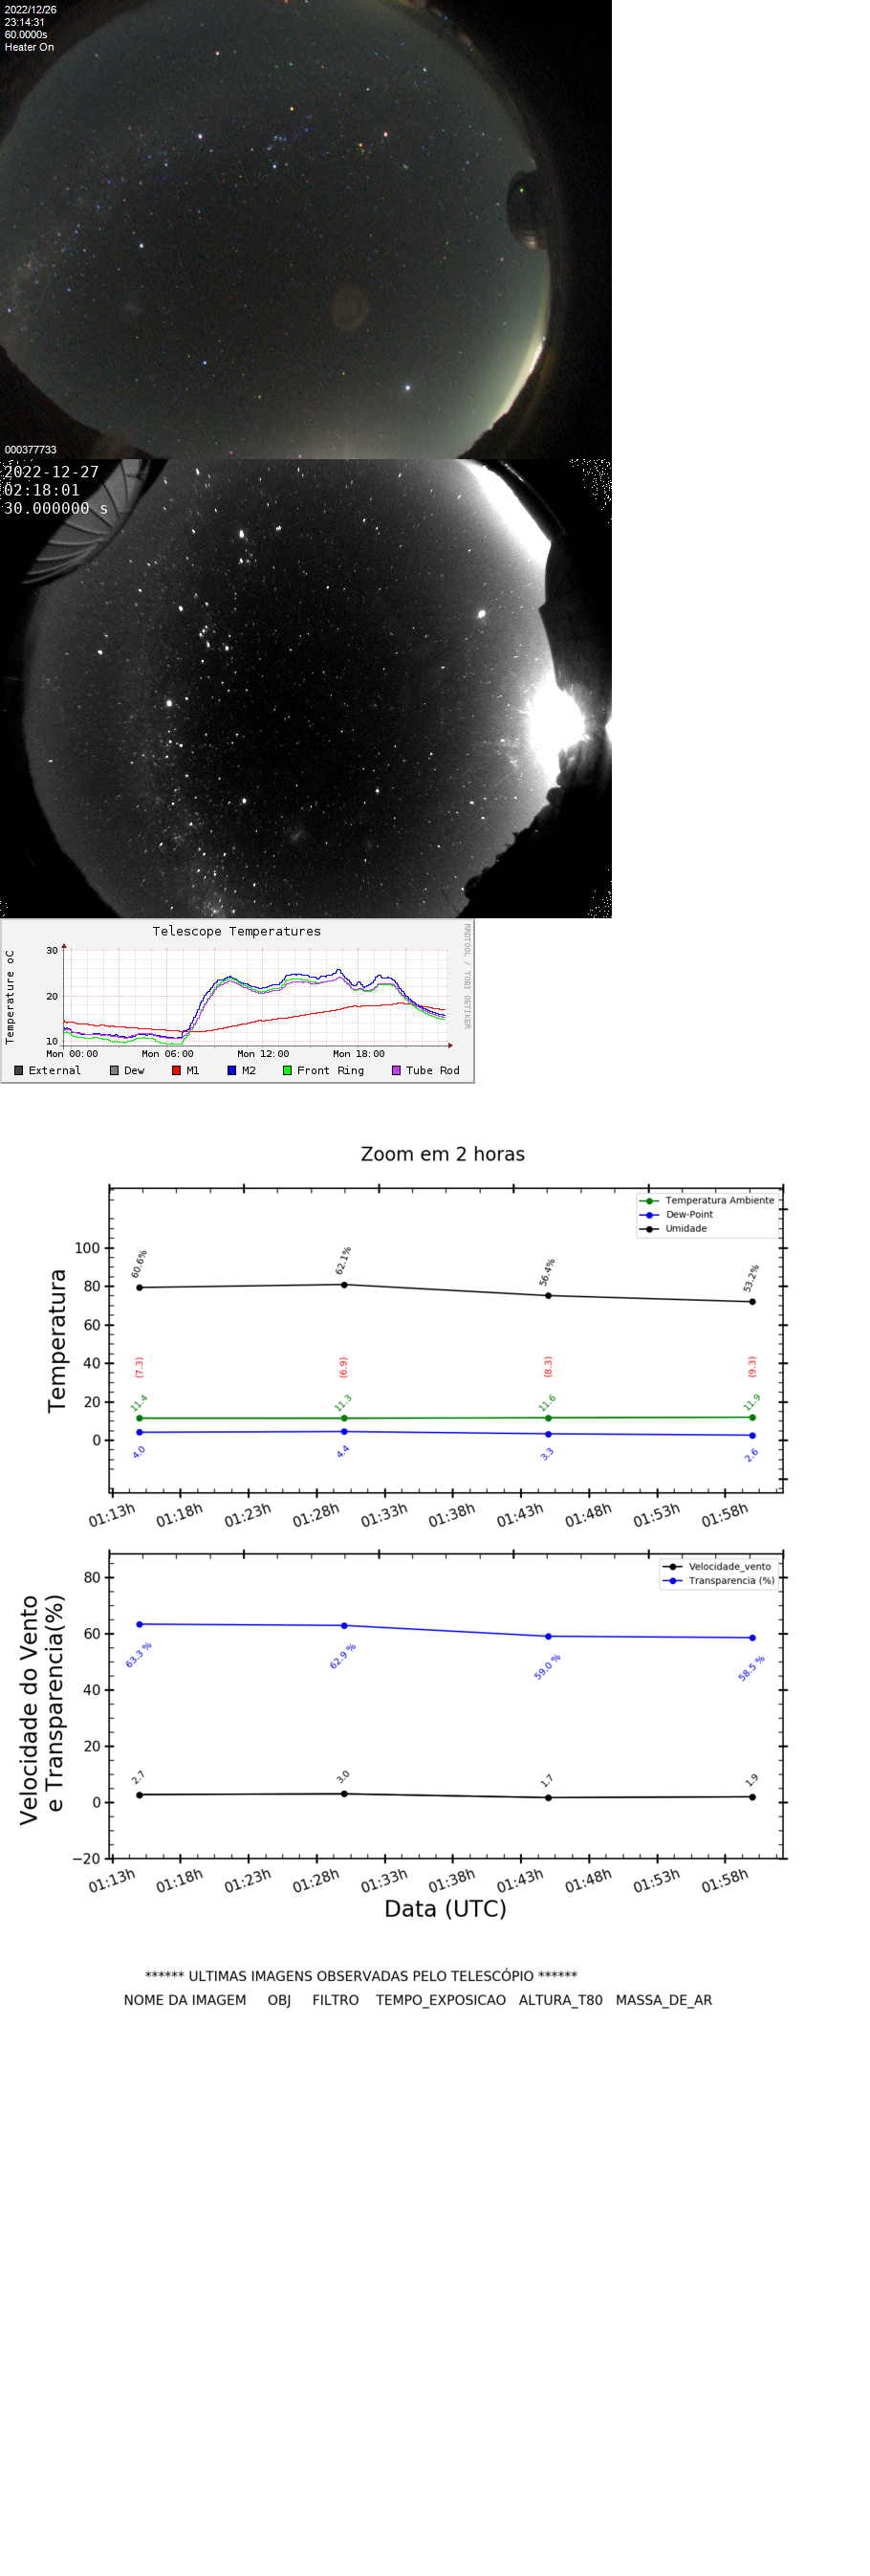 2022/12/26
23:14:31
60.0000s
Heater On
000377733
2022-12-27
02:18:01
30.000000 s
Telescope Temperatures
RRDTOOL / TOBI OETIKER
Temperature oC
30
20
10
Mon 00:00 Mon 06:00 Mon 12:00 Mon 18:00
External Dew M1 M2 Front Ring Tube Rod
Zoom em 2 horas
Temperatura
Temperatura Ambiente
Dew-Point
Umidade
100
80
60
40
20
0
60.6% 62.1% 56.4% 53.2%
(7.3) (6.9) (8.3) (9.3)
11.4 11.3 11.6 11.9
4.0 4.4 3.3 2.6
01:13h 01:18h 01:23h 01:28h 01:33h 01:38h 01:43h 01:48h 01:53h 01:58h
Velocidade do Vento
e Transparencia(%)
Velocidade_vento
Transparencia (%)
80
60
40
20
0
−20
63.3 % 62.9 % 59.0 % 58.5 %
2.7 3.0 1.7 1.9
01:13h 01:18h 01:23h 01:28h 01:33h 01:38h 01:43h 01:48h 01:53h 01:58h
Data (UTC)
****** ULTIMAS IMAGENS OBSERVADAS PELO TELESCÓPIO ******
NOME DA IMAGEM OBJ FILTRO TEMPO_EXPOSICAO ALTURA_T80 MASSA_DE_AR